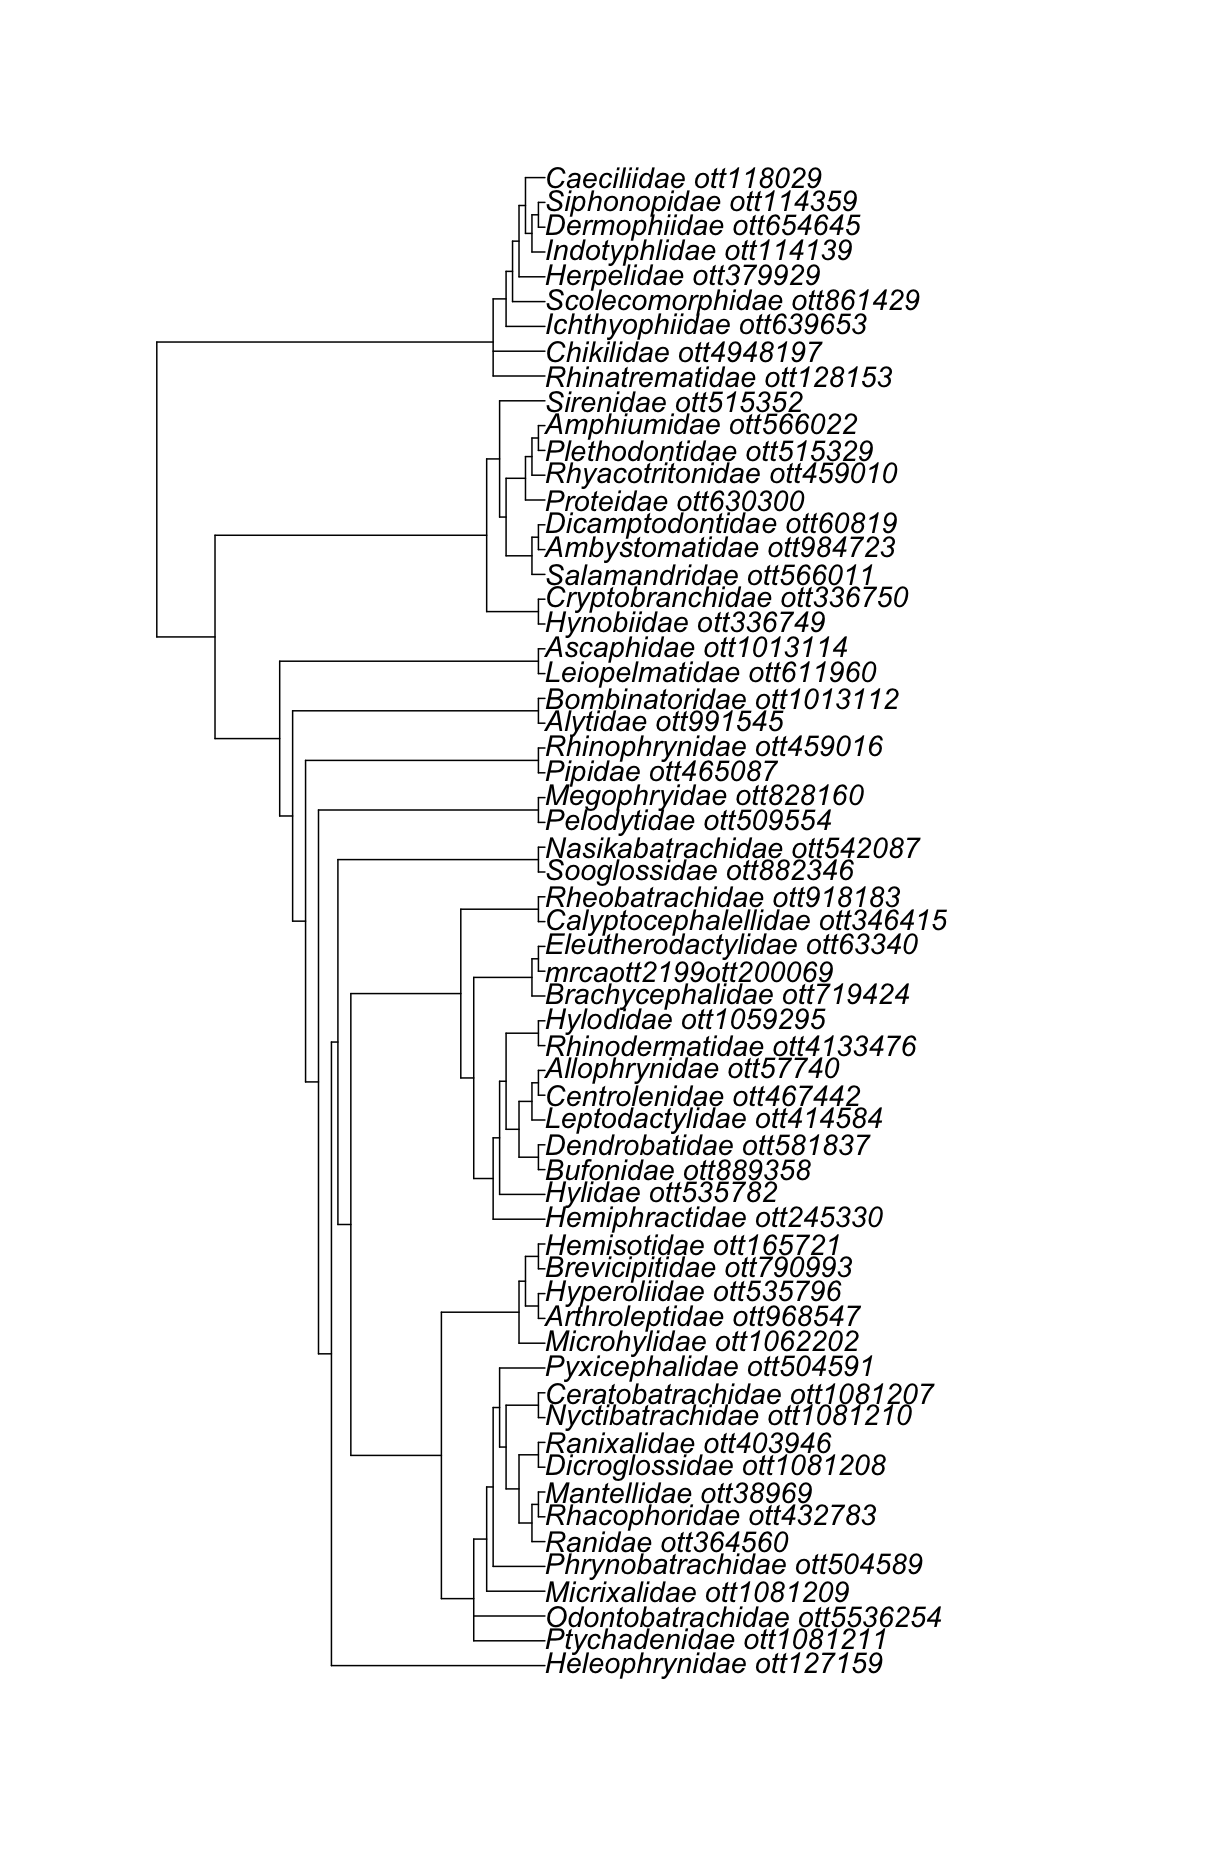 Caeciliidae ott118029
Siphonopidae ott114359
Dermophiidae ott654645
Indotyphlidae ott114139
Herpelidae ott379929
Scolecomorphidae ott861429
Ichthyophiidae ott639653
Chikilidae ott4948197
Rhinatrematidae ott128153
Sirenidae ott515352
Amphiumidae ott566022
Plethodontidae ott515329
Rhyacotritonidae ott459010
Proteidae ott630300
Dicamptodontidae ott60819
Ambystomatidae ott984723
Salamandridae ott566011
Cryptobranchidae ott336750
Hynobiidae ott336749
Ascaphidae ott1013114
Leiopelmatidae ott611960
Bombinatoridae ott1013112
Alytidae ott991545
Rhinophrynidae ott459016
Pipidae ott465087
Megophryidae ott828160
Pelodytidae ott509554
Nasikabatrachidae ott542087
Sooglossidae ott882346
Rheobatrachidae ott918183
Calyptocephalellidae ott346415
Eleutherodactylidae ott63340
mrcaott2199ott200069
Brachycephalidae ott719424
Hylodidae ott1059295
Rhinodermatidae ott4133476
Allophrynidae ott57740
Centrolenidae ott467442
Leptodactylidae ott414584
Dendrobatidae ott581837
Bufonidae ott889358
Hylidae ott535782
Hemiphractidae ott245330
Hemisotidae ott165721
Brevicipitidae ott790993
Hyperoliidae ott535796
Arthroleptidae ott968547
Microhylidae ott1062202
Pyxicephalidae ott504591
Ceratobatrachidae ott1081207
Nyctibatrachidae ott1081210
Ranixalidae ott403946
Dicroglossidae ott1081208
Mantellidae ott38969
Rhacophoridae ott432783
Ranidae ott364560
Phrynobatrachidae ott504589
Micrixalidae ott1081209
Odontobatrachidae ott5536254
Ptychadenidae ott1081211
Heleophrynidae ott127159